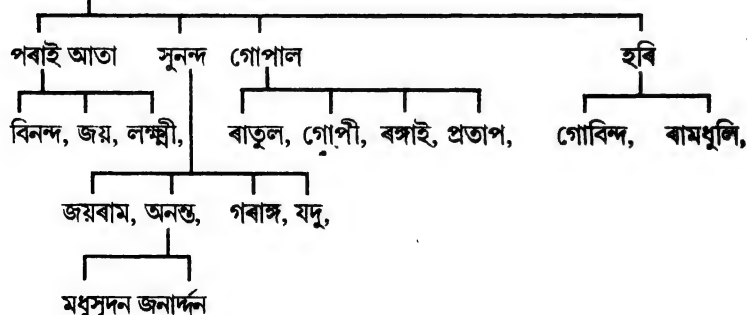 পৰাই আতা সুনন্দ গোপাল হৰি
বিনন্দ, জয়, লক্ষ্মী, ৰাতুল, গোপী, ৰঙ্গাই, প্ৰতাপ, গোবিন্দ, ৰামধুলি,
জয়ৰাম, অনন্ত, গৰাঙ্গ, যদু,
মধুসূদন জনাৰ্দ্দন